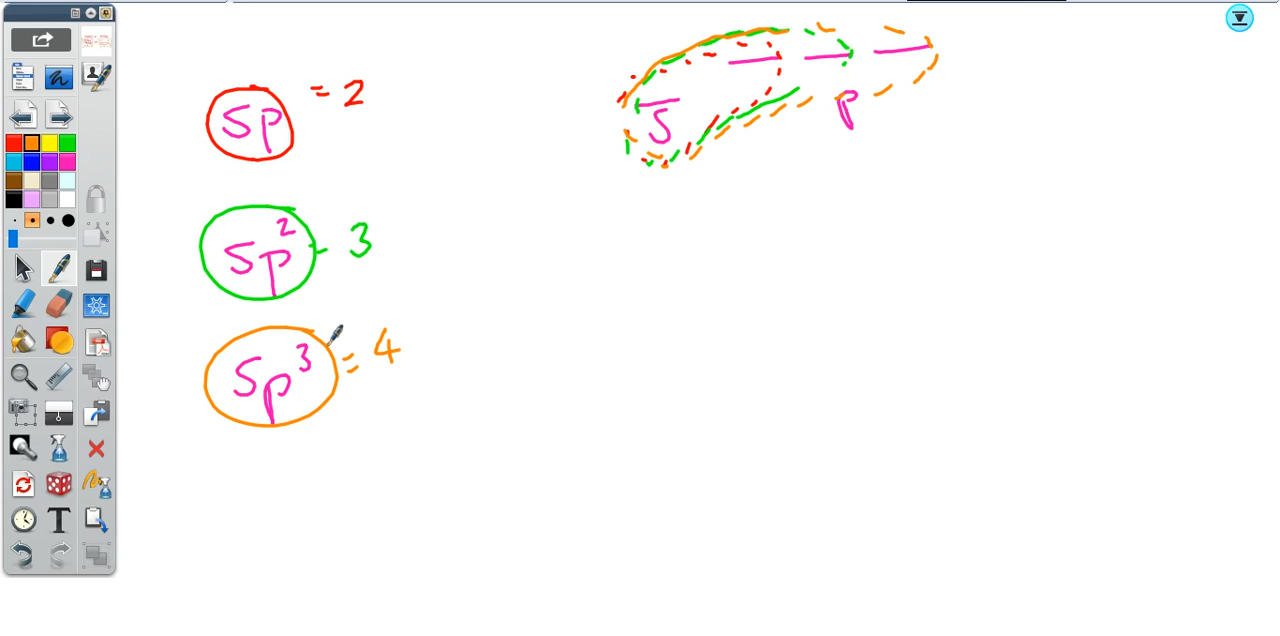 sp = 2
s p
sp² - 3
sp³ = 4
T